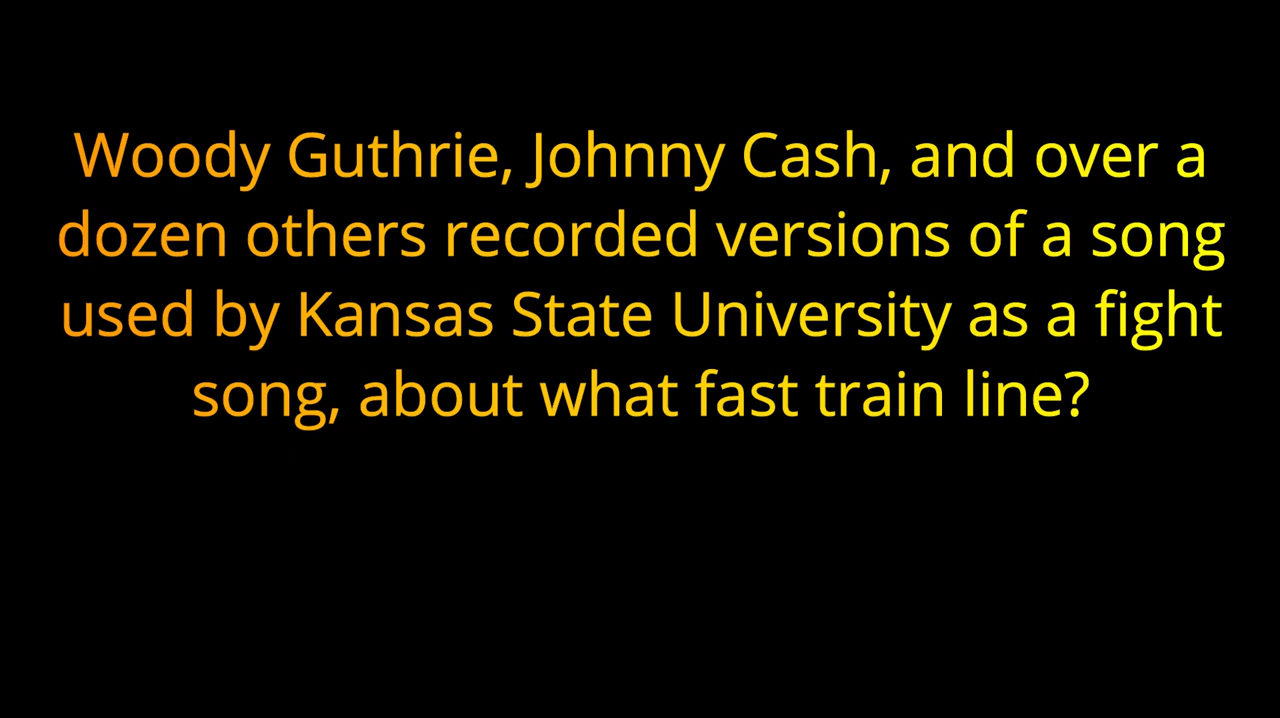 Woody Guthrie, Johnny Cash, and over a
dozen others recorded versions of a song
used by Kansas State University as a fight
song, about what fast train line?